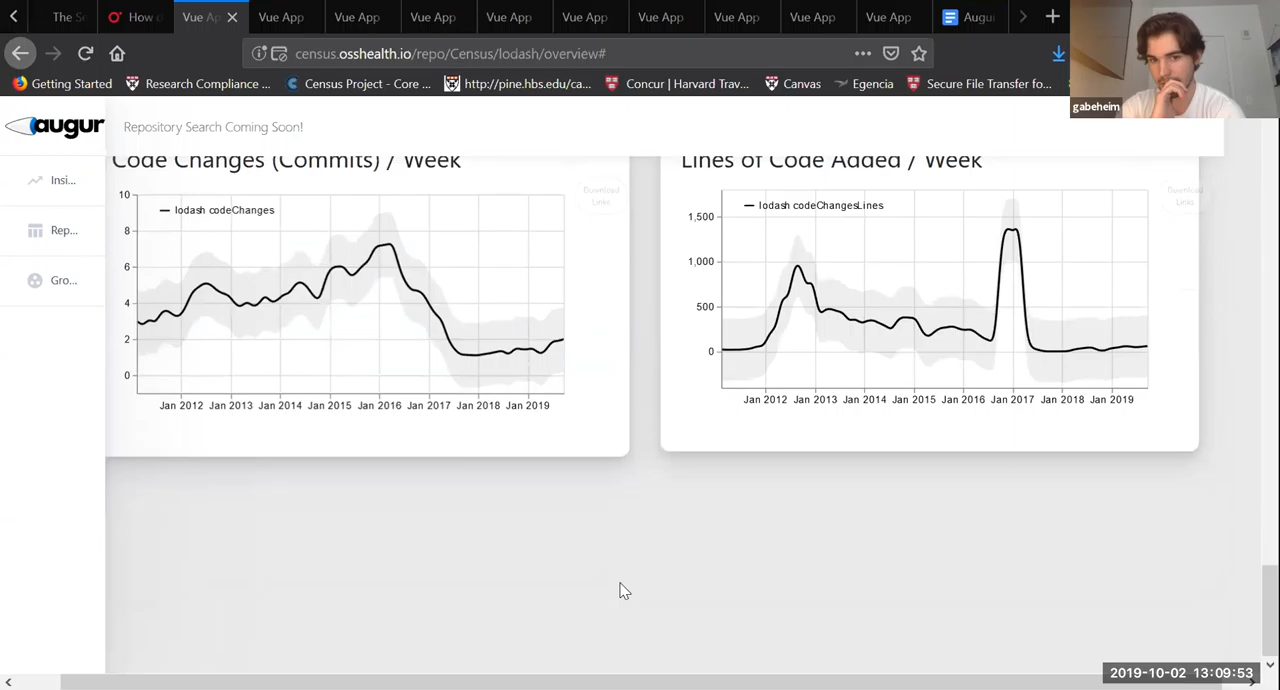 The S
How
Vue Ap
Vue App
Vue App
Vue App
Vue App
Vue App
Vue App
Vue App
Vue App
Vue App
Augu
census.osshealth.io/repo/Census/lodash/overview#
Getting Started
Research Compliance ...
Census Project - Core ...
http://pine.hbs.edu/ca...
Concur | Harvard Trav...
Canvas
Egencia
Secure File Transfer fo...
gabeheim
augur
Repository Search Coming Soon!
Insi...
Rep...
Gro...
Code Changes (Commits) / Week
Download
Links
lodash codeChanges
10
8
6
4
2
0
Jan 2012 Jan 2013 Jan 2014 Jan 2015 Jan 2016 Jan 2017 Jan 2018 Jan 2019
Lines of Code Added / Week
Download
Links
lodash codeChangesLines
1,500
1,000
500
0
Jan 2012 Jan 2013 Jan 2014 Jan 2015 Jan 2016 Jan 2017 Jan 2018 Jan 2019
2019-10-02 13:09:53